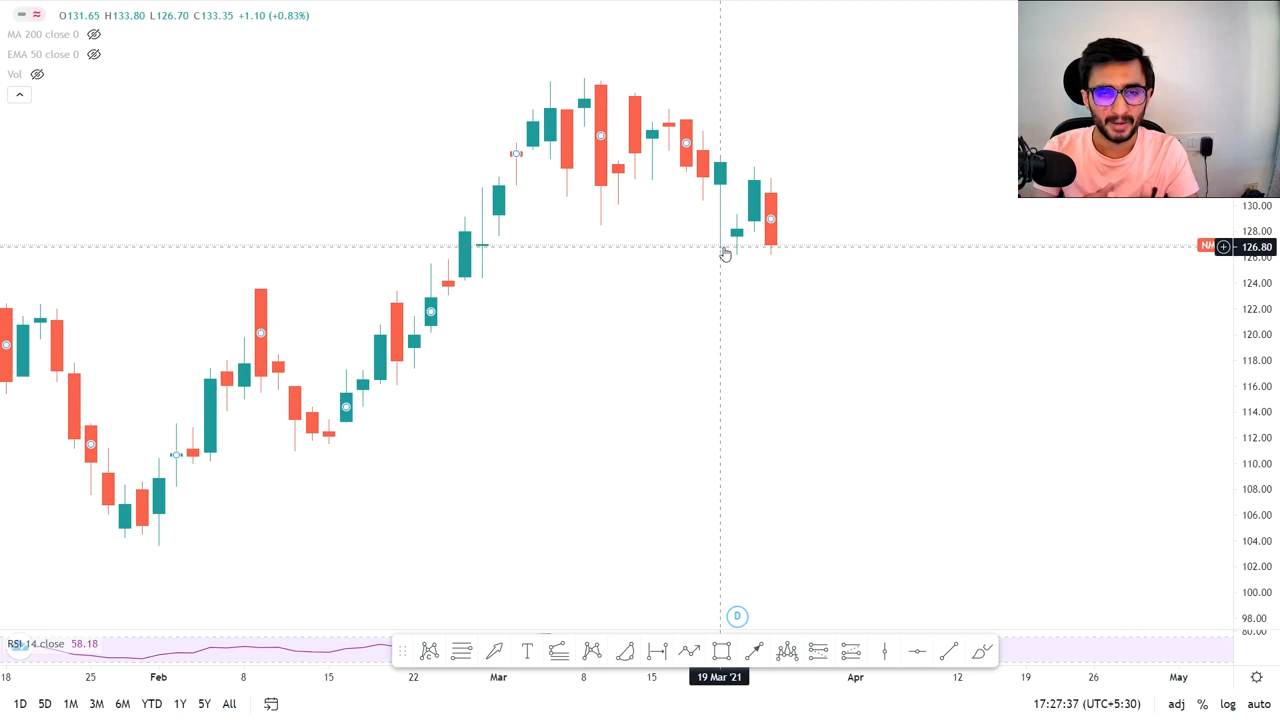 O131.65 H133.80 L126.70 C133.35 +1.10 (+0.83%)
MA 200 close 0
EMA 50 close 0
Vol
130.00
128.00
NM
126.80
126.00
124.00
122.00
120.00
118.00
116.00
114.00
112.00
110.00
108.00
106.00
104.00
102.00
100.00
98.00
D
RSI 14 close 58.18
60.00
T
18 25 Feb 8 15 22 Mar 8 15 19 Mar '21 Apr 12 19 26 May
1D 5D 1M 3M 6M YTD 1Y 5Y All 17:27:37 (UTC+5:30) adj % log auto